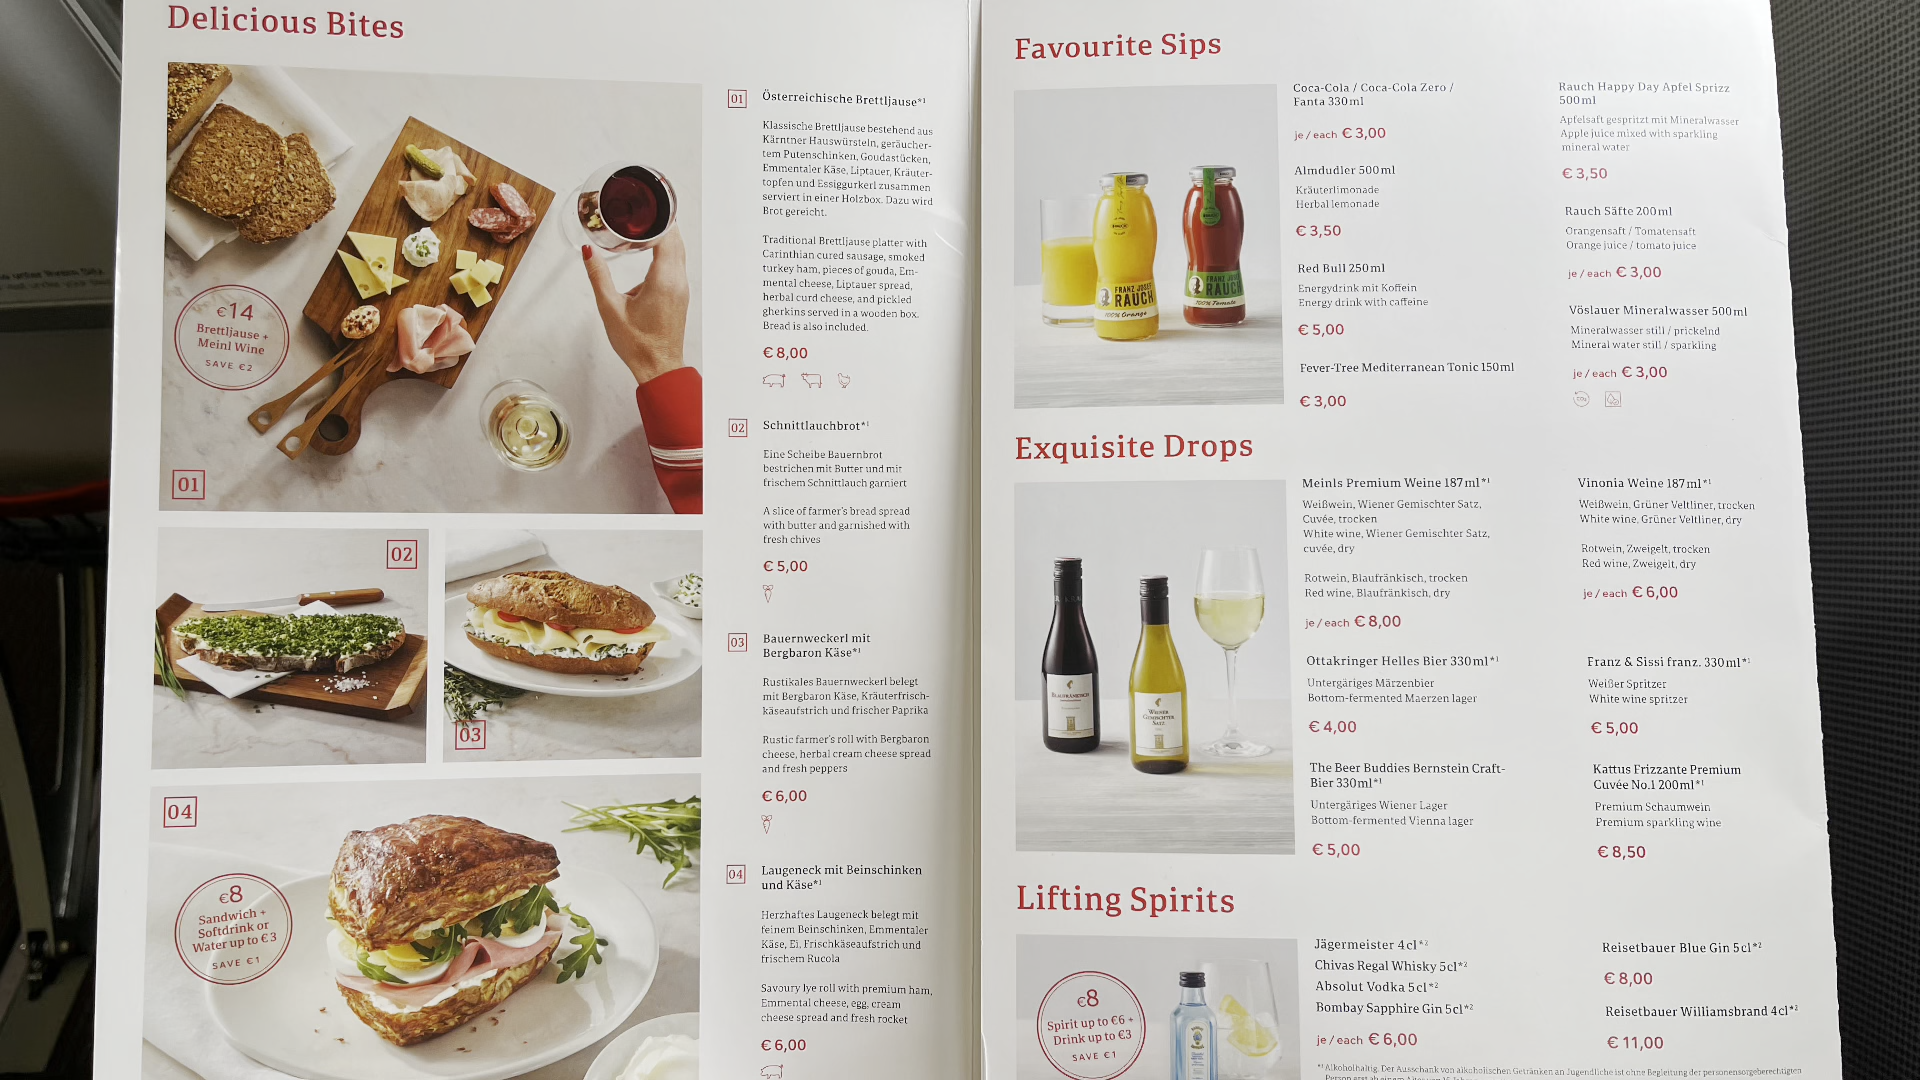 Delicious Bites
€14
Brettljause +
Meinl Wine
SAVE €2
01
02
03
04
€8
Sandwich +
Softdrink or
Water up to €3
SAVE €1
01 Österreichische Brettljause*¹
Klassische Brettljause bestehend aus
Kärntner Hauswürsteln, geräucher-
tem Putenschinken, Goudastücken,
Emmentaler Käse, Liptauer, Kräuter-
topfen und Essiggurkerl zusammen
serviert in einer Holzbox. Dazu wird
Brot gereicht.
Traditional Brettljause platter with
Carinthian cured sausage, smoked
turkey ham, pieces of gouda, Em-
mental cheese, Liptauer spread,
herbal curd cheese, and pickled
gherkins served in a wooden box.
Bread is also included.
€ 8,00
02 Schnittlauchbrot*¹
Eine Scheibe Bauernbrot
bestrichen mit Butter und mit
frischem Schnittlauch garniert
A slice of farmer's bread spread
with butter and garnished with
fresh chives
€ 5,00
03 Bauernweckerl mit
Bergbaron Käse*¹
Rustikales Bauernweckerl belegt
mit Bergbaron Käse, Kräuterfrisch-
käseaufstrich und frischer Paprika
Rustic farmer's roll with Bergbaron
cheese, herbal cream cheese spread
and fresh peppers
€ 6,00
04 Laugeneck mit Beinschinken
und Käse*¹
Herzhaftes Laugeneck belegt mit
feinem Beinschinken, Emmentaler
Käse, Ei, Frischkäseaufstrich und
frischem Rucola
Savoury lye roll with premium ham,
Emmental cheese, egg, cream
cheese spread and fresh rocket
€ 6,00
Favourite Sips
FRANZ JOSEF
RAUCH
100% Orange
FRANZ JOSEF
RAUCH
100% Tomate
Coca-Cola / Coca-Cola Zero /
Fanta 330ml
je / each € 3,00
Almdudler 500ml
Kräuterlimonade
Herbal lemonade
€ 3,50
Red Bull 250ml
Energydrink mit Koffein
Energy drink with caffeine
€ 5,00
Fever-Tree Mediterranean Tonic 150ml
€ 3,00
Rauch Happy Day Apfel Sprizz
500ml
Apfelsaft gespritzt mit Mineralwasser
Apple juice mixed with sparkling
mineral water
€ 3,50
Rauch Säfte 200ml
Orangensaft / Tomatensaft
Orange juice / tomato juice
je / each € 3,00
Vöslauer Mineralwasser 500ml
Mineralwasser still / prickelnd
Mineral water still / sparkling
je / each € 3,00
Exquisite Drops
BLAUFRÄNKISCH
WIENER
GEMISCHTER
SATZ
Meinls Premium Weine 187ml*¹
Weißwein, Wiener Gemischter Satz,
Cuvée, trocken
White wine, Wiener Gemischter Satz,
cuvée, dry
Rotwein, Blaufränkisch, trocken
Red wine, Blaufränkisch, dry
je / each € 8,00
Ottakringer Helles Bier 330ml*¹
Untergäriges Märzenbier
Bottom-fermented Maerzen lager
€ 4,00
The Beer Buddies Bernstein Craft-
Bier 330ml*¹
Untergäriges Wiener Lager
Bottom-fermented Vienna lager
€ 5,00
Vinonia Weine 187ml*¹
Weißwein, Grüner Veltliner, trocken
White wine, Grüner Veltliner, dry
Rotwein, Zweigelt, trocken
Red wine, Zweigelt, dry
je / each € 6,00
Franz & Sissi franz. 330ml*¹
Weißer Spritzer
White wine spritzer
€ 5,00
Kattus Frizzante Premium
Cuvée No.1 200ml*¹
Premium Schaumwein
Premium sparkling wine
€ 8,50
Lifting Spirits
€8
Spirit up to €6 +
Drink up to €3
SAVE €1
Jägermeister 4cl*²
Chivas Regal Whisky 5cl*²
Absolut Vodka 5cl*²
Bombay Sapphire Gin 5cl*²
je / each € 6,00
Reisetbauer Blue Gin 5cl*²
€ 8,00
Reisetbauer Williamsbrand 4cl*²
€ 11,00
*¹Alkoholhaltig. Der Ausschank von alkoholischen Getränken an Jugendliche ist ohne Begleitung der personensorgeberechtigten